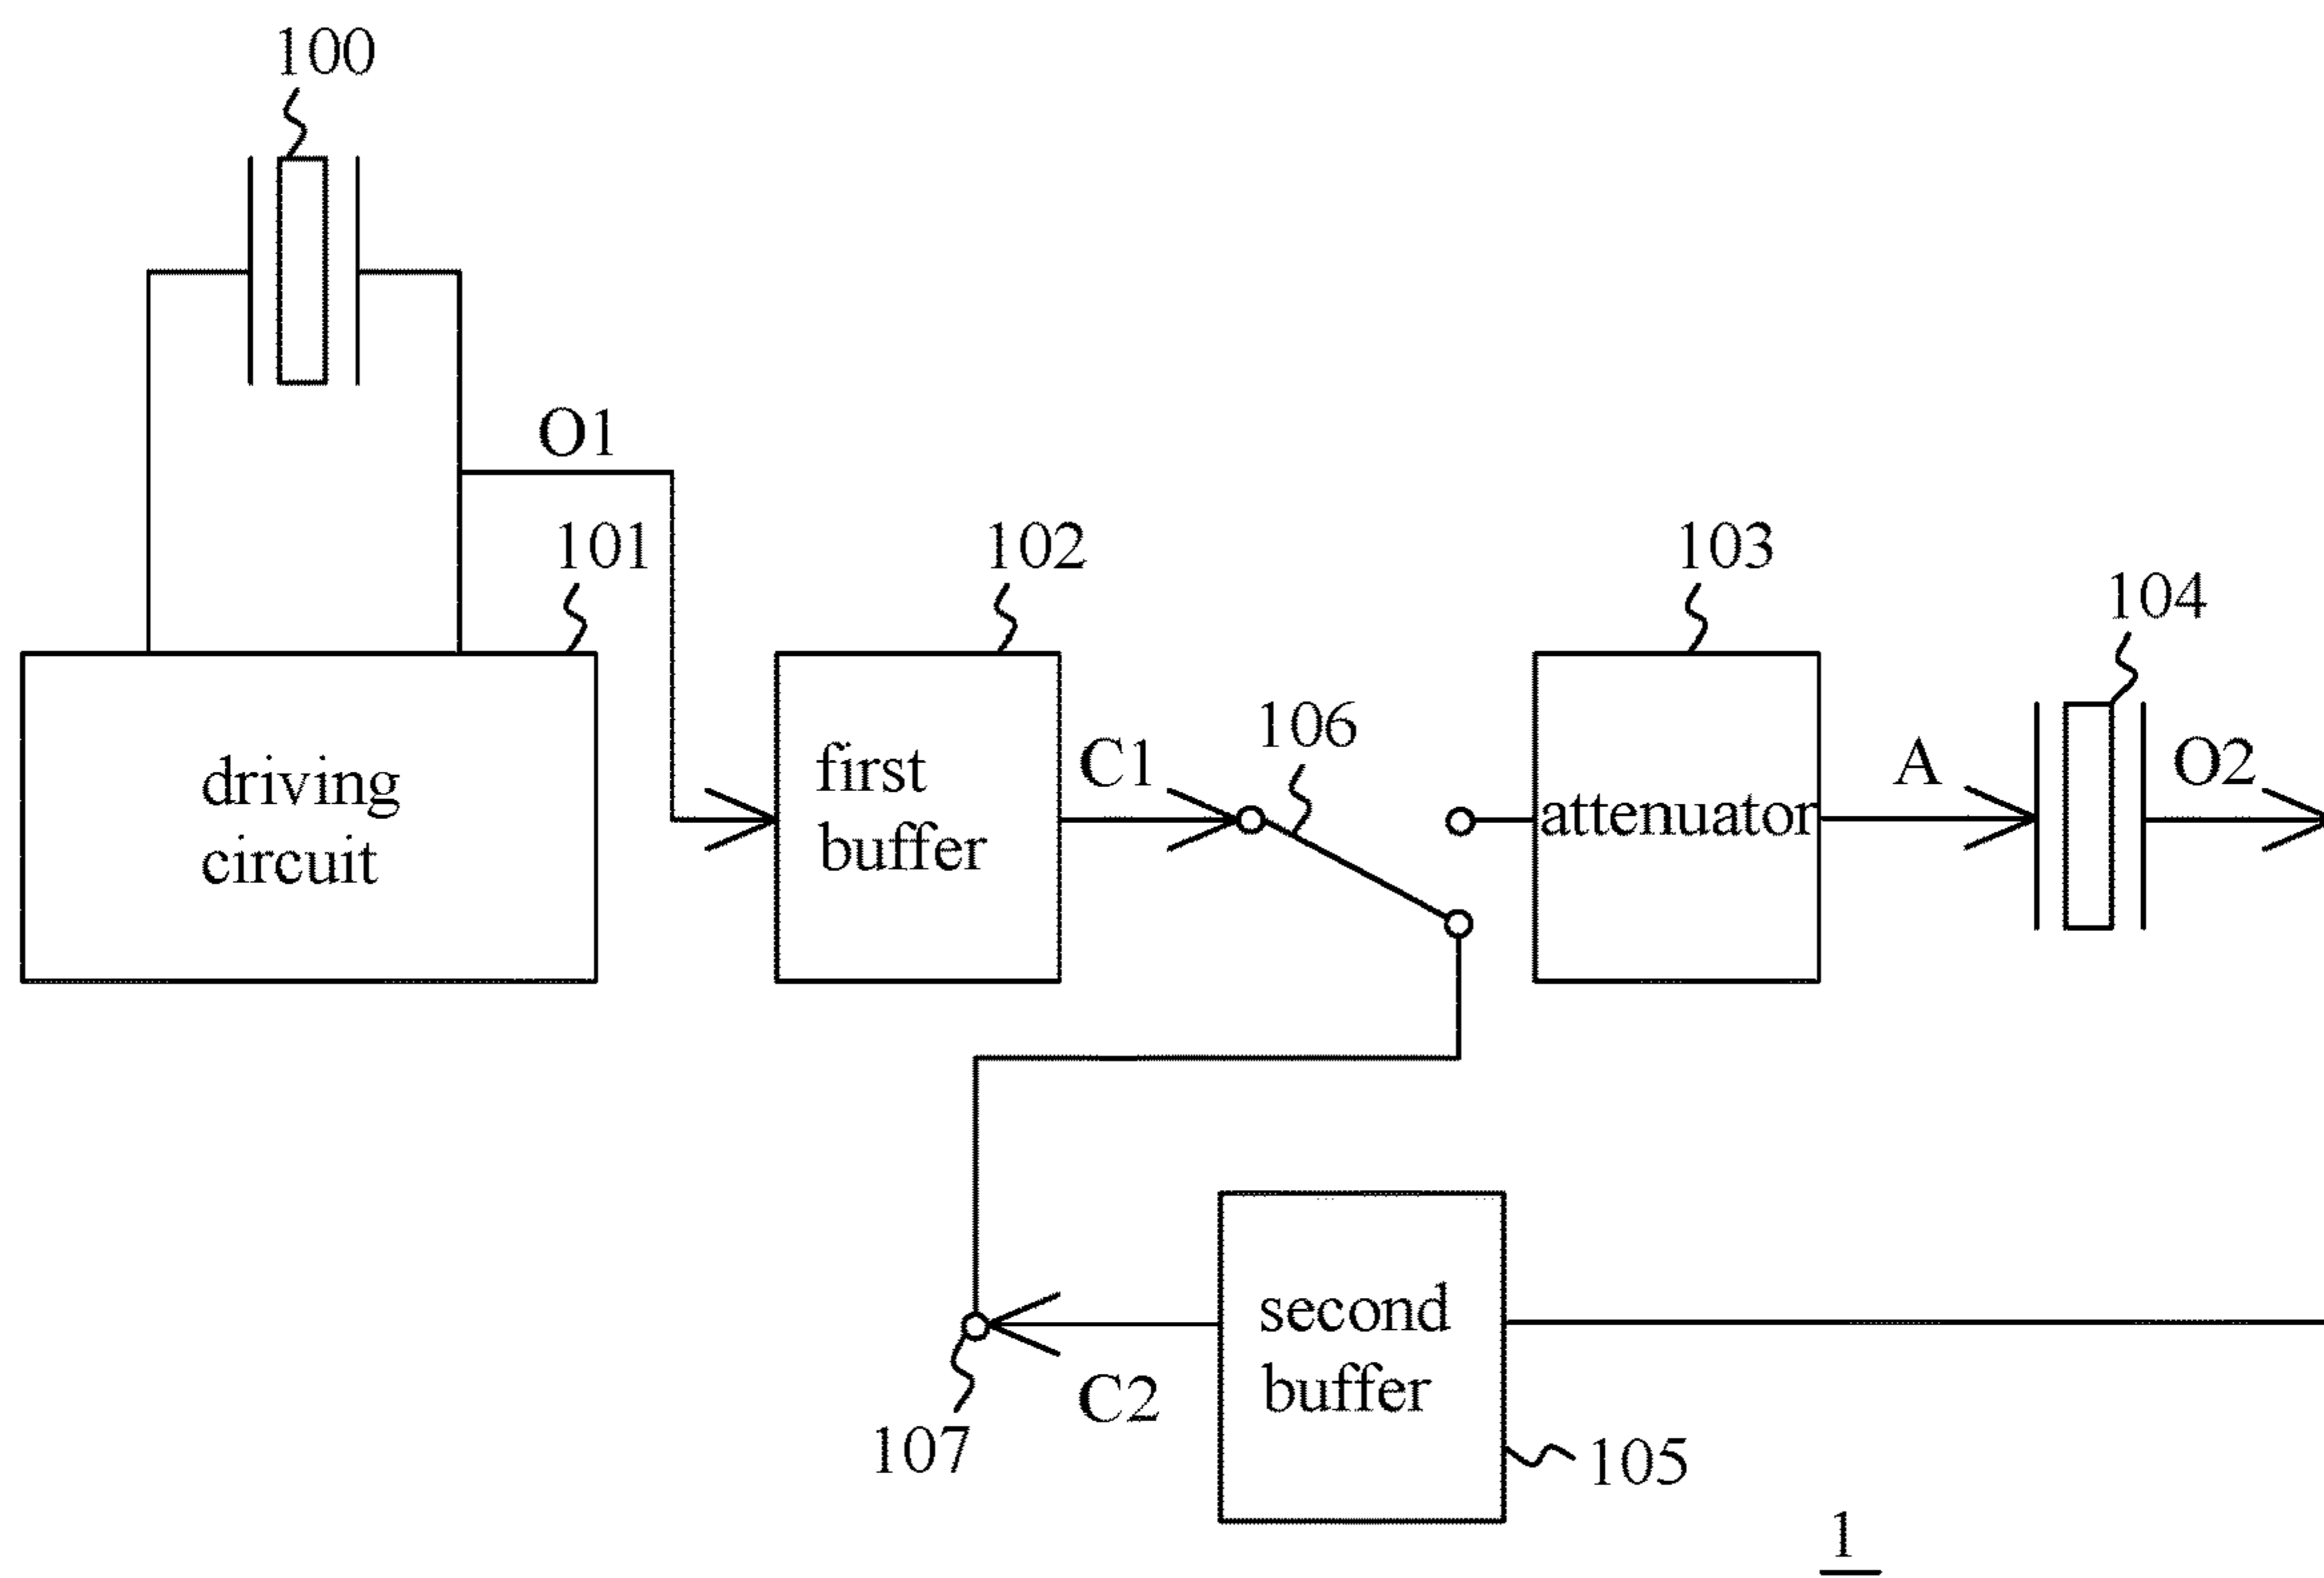 100
O1
101
102
103
104
106
driving
circuit
first
buffer
C1
attenuator
A
O2
second
buffer
C2
107
105
1